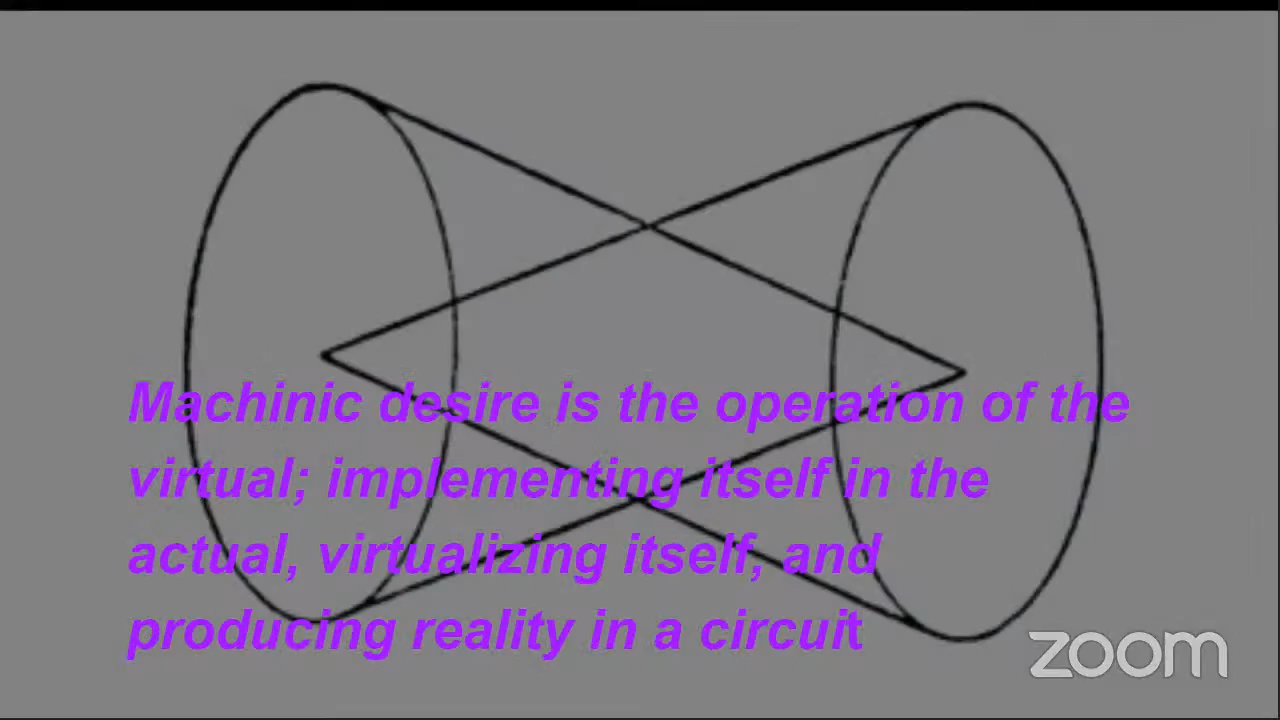 Machinic desire is the operation of the
virtual; implementing itself in the
actual, virtualizing itself, and
producing reality in a circuit
zoom